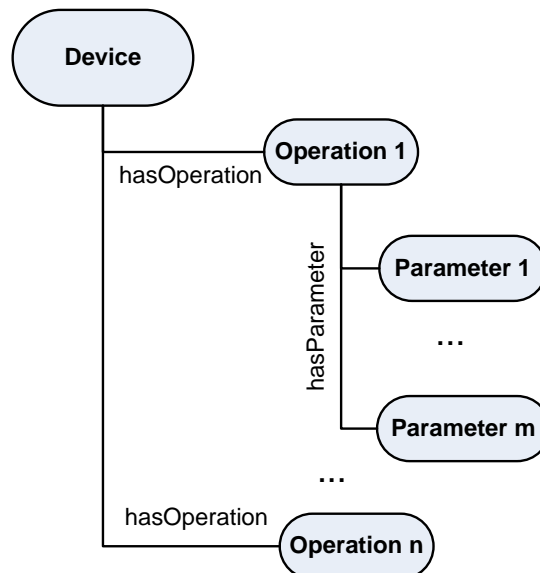 Device
Operation 1
hasOperation
hasParameter
Parameter 1
...
Parameter m
...
hasOperation
Operation n